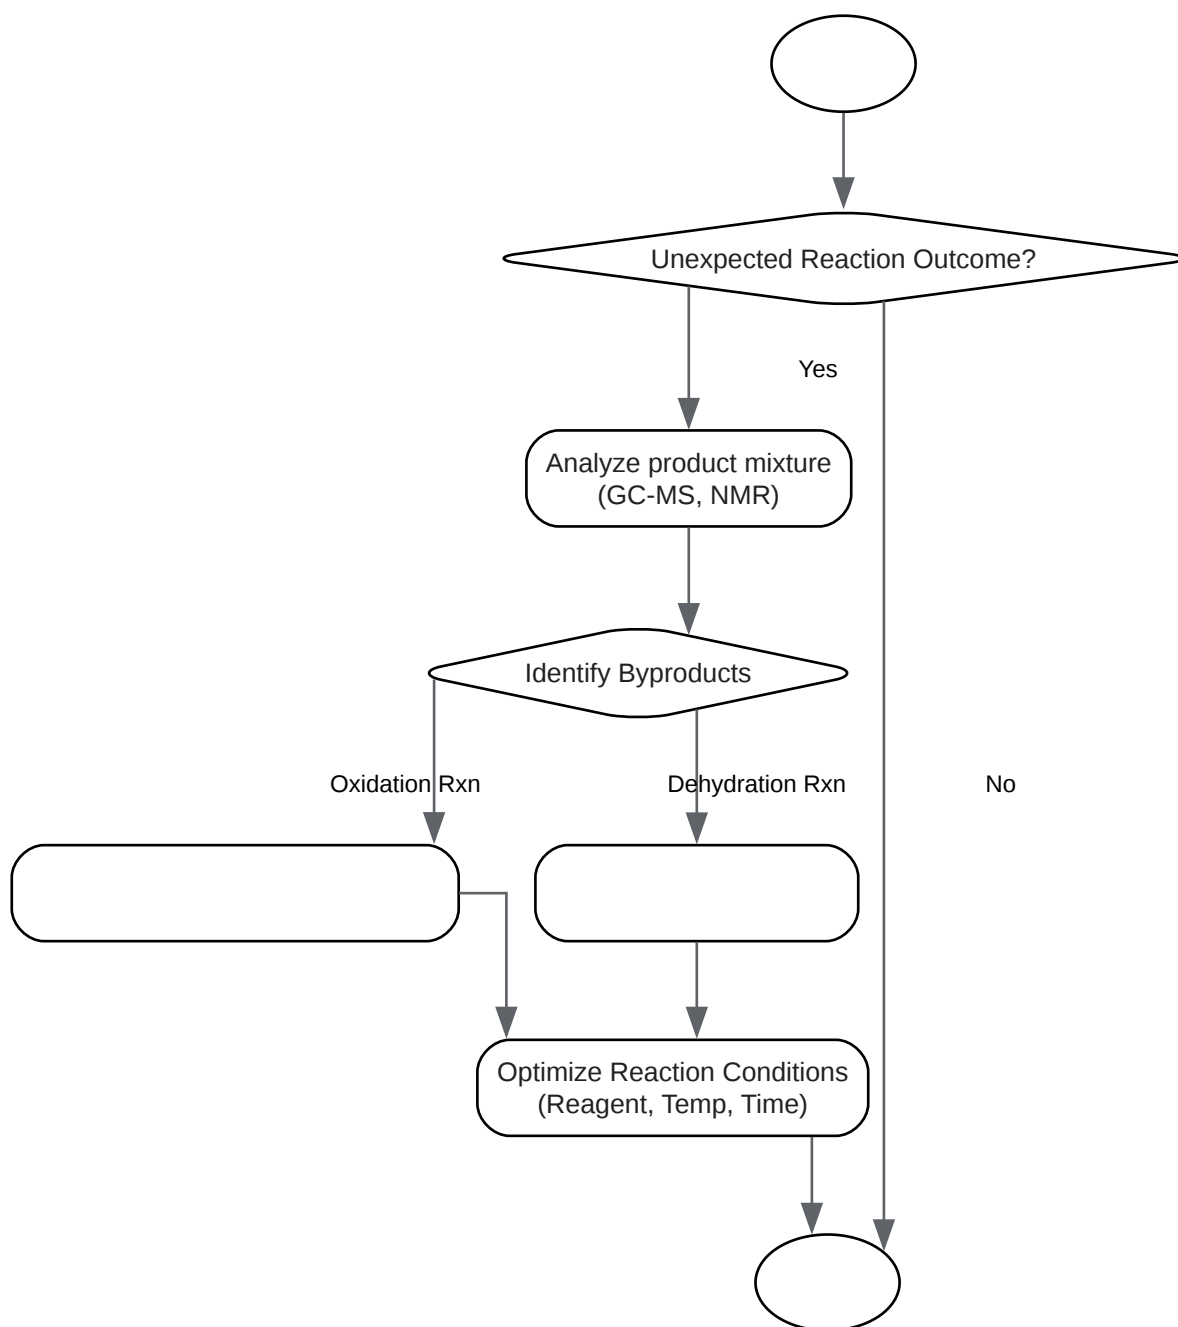 Unexpected Reaction Outcome?
Yes
Analyze product mixture
(GC-MS, NMR)
Identify Byproducts
Oxidation Rxn
Dehydration Rxn
No
Optimize Reaction Conditions
(Reagent, Temp, Time)